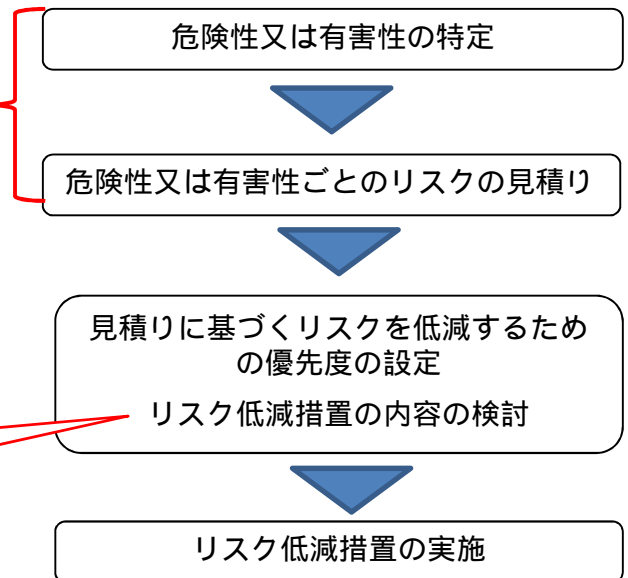 危険性又は有害性の特定
危険性又は有害性ごとのリスクの見積り
見積りに基づくリスクを低減するため
の優先度の設定
リスク低減措置の内容の検討
リスク低減措置の実施